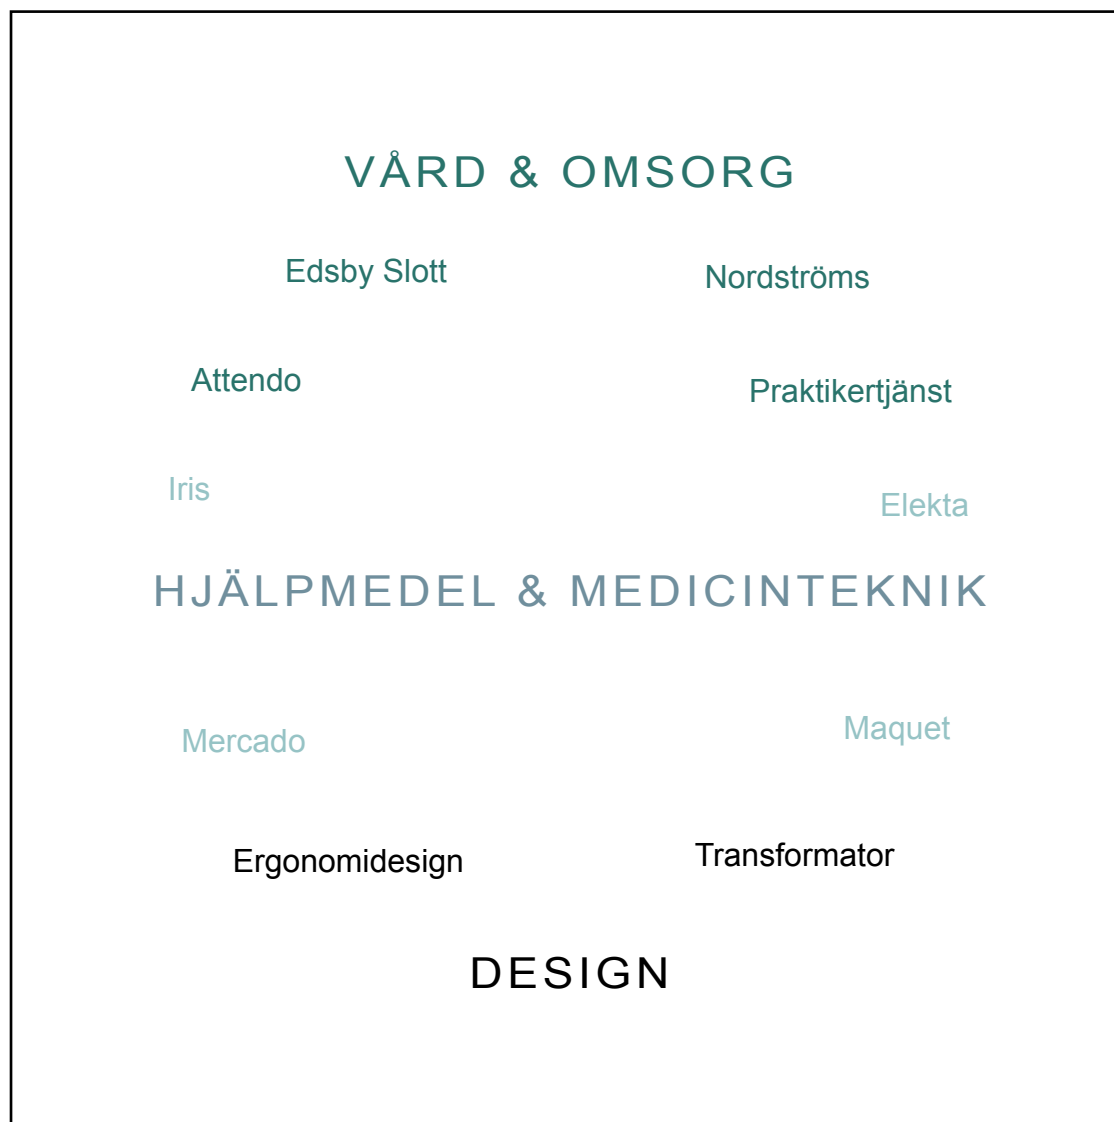 VÅRD & OMSORG
Edsby Slott
Nordströms
Attendo
Praktikertjänst
Iris
Elekta
HJÄLPMEDEL & MEDICINTEKNIK
Mercado
Maquet
Ergonomidesign
Transformator
DESIGN